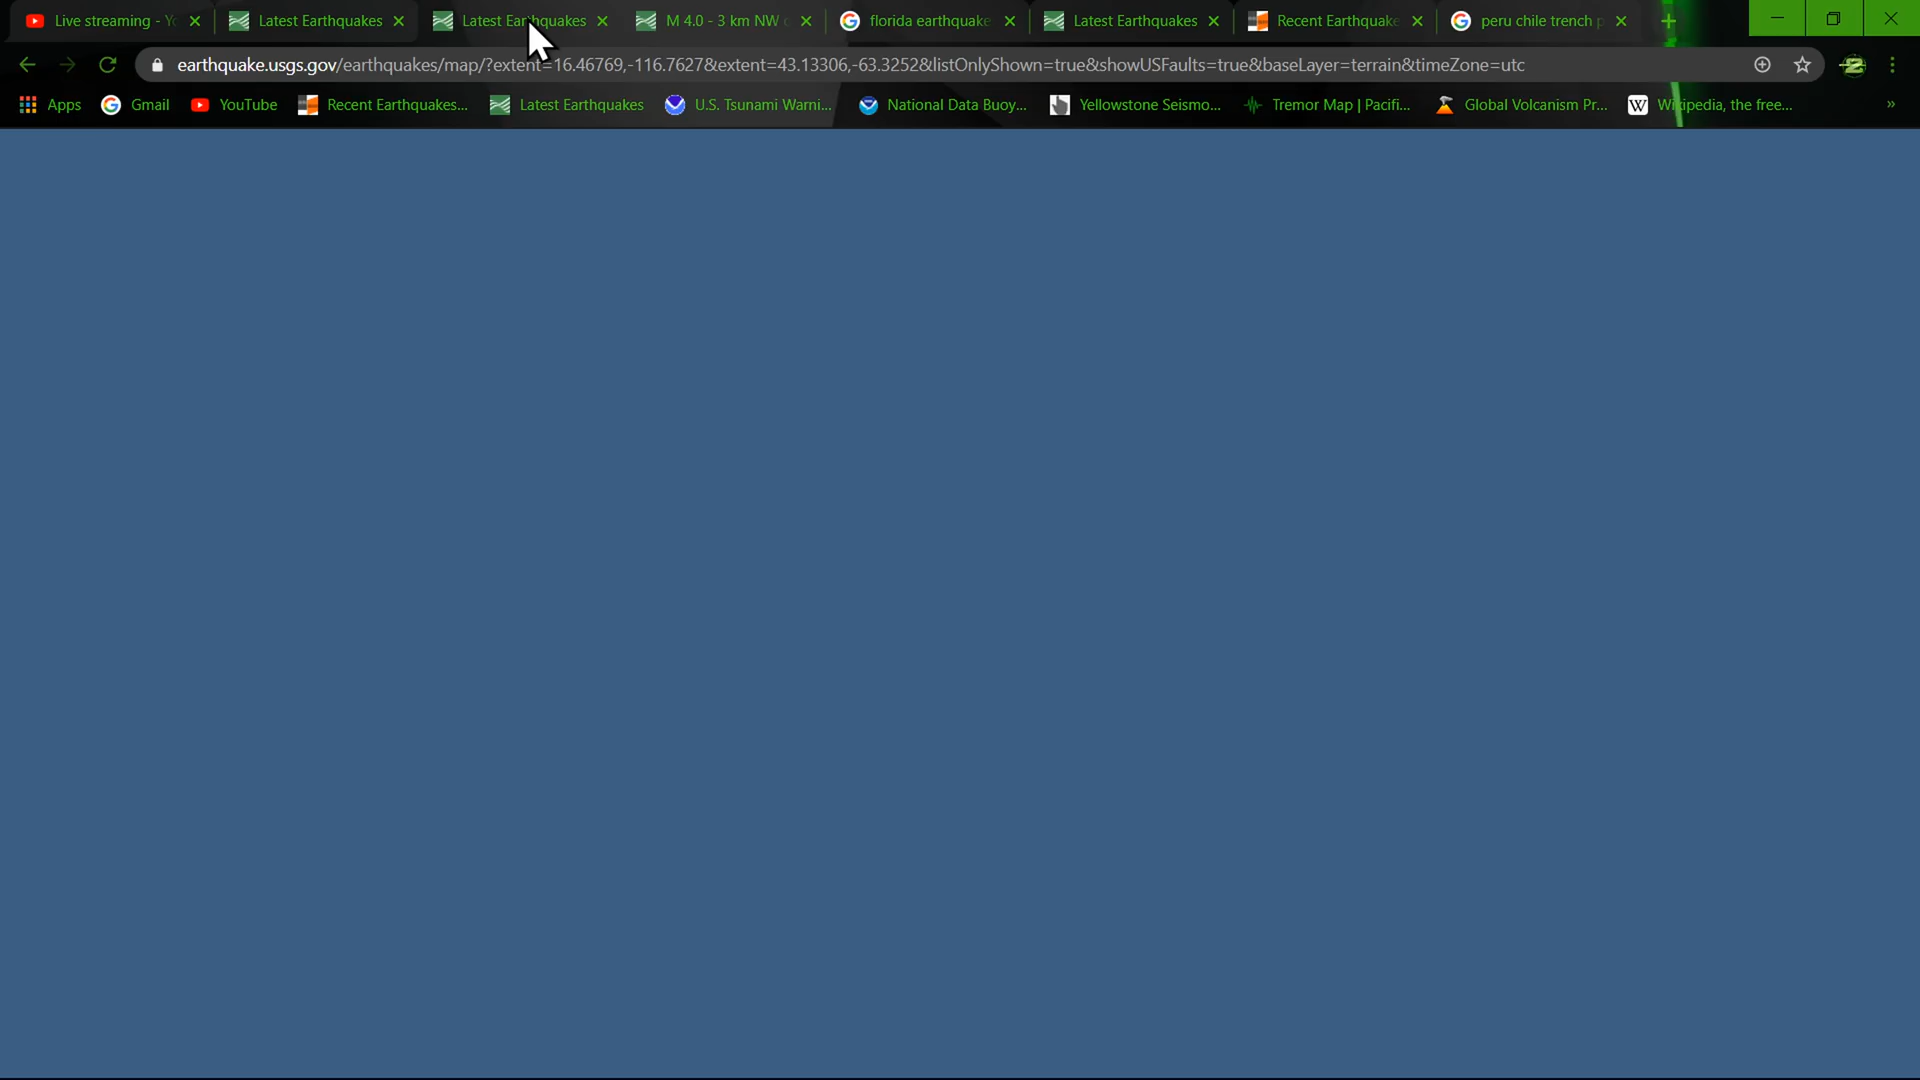 Live streaming - Yo
Latest Earthquakes
Latest Earthquakes
M 4.0 - 3 km NW
florida earthquake
Latest Earthquakes
Recent Earthquake
peru chile trench p
earthquake.usgs.gov/earthquakes/map/?extent=16.46769,-116.7627&extent=43.13306,-63.3252&listOnlyShown=true&showUSFaults=true&baseLayer=terrain&timeZone=utc
Apps
Gmail
YouTube
Recent Earthquakes...
Latest Earthquakes
U.S. Tsunami Warni...
National Data Buoy...
Yellowstone Seismo...
Tremor Map | Pacifi...
Global Volcanism Pr...
W
Wikipedia, the free...
»